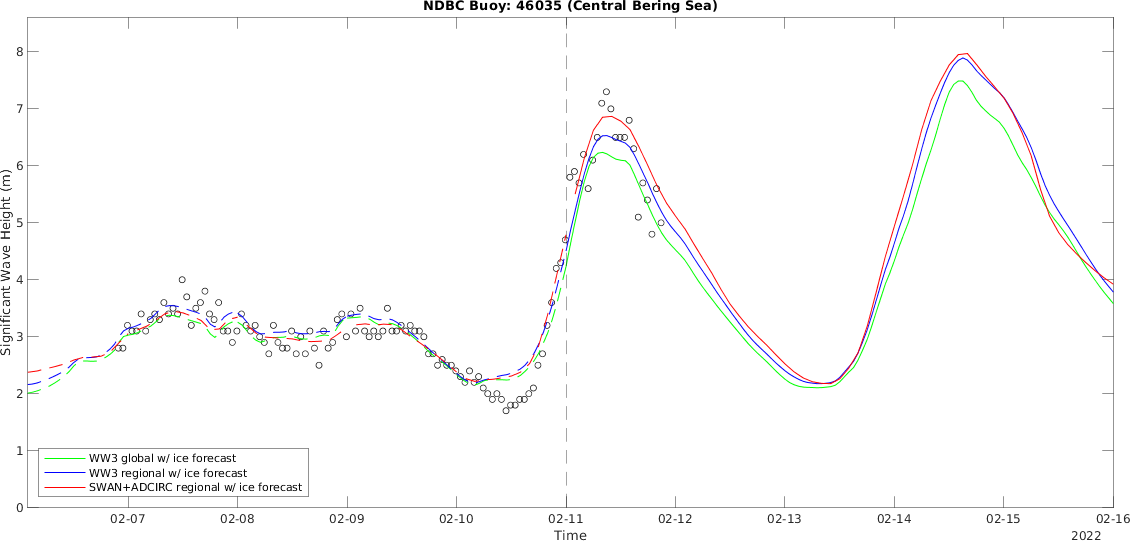 NDBC Buoy: 46035 (Central Bering Sea)
Significant Wave Height (m)
8
7
6
5
4
3
2
1
0
WW3 global w/ ice forecast
WW3 regional w/ ice forecast
SWAN+ADCIRC regional w/ ice forecast
02-07 02-08 02-09 02-10 02-11 02-12 02-13 02-14 02-15 02-16
Time
2022